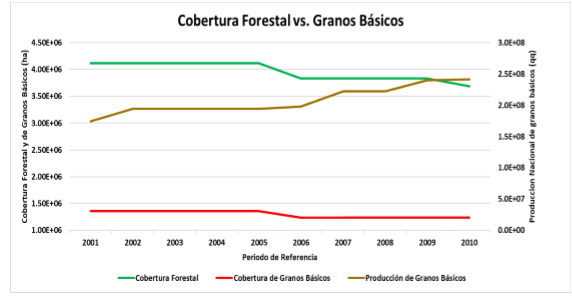 Cobertura Forestal vs. Granos Básicos
Cobertura Forestal y de Granos Básicos (ha)
4.50E+06
4.00E+06
3.50E+06
3.00E+06
2.50E+06
2.00E+06
1.50E+06
1.00E+06
3.0E+08
2.5E+08
2.0E+08
1.5E+08
1.0E+08
5.0E+07
0.0E+00
Produccion Nacional de granos básicos (qq)
2001 2002 2003 2004 2005 2006 2007 2008 2009 2010
Periodo de Referencia
Cobertura Forestal Cobertura de Granos Básicos Producción de Granos Básicos